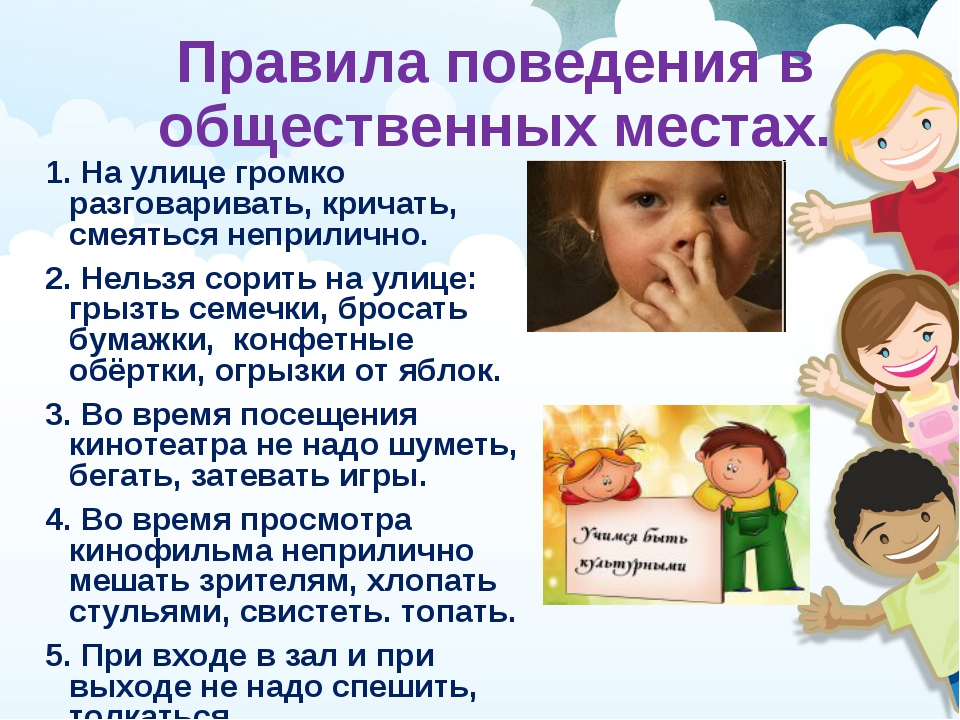 Правила поведения в
общественных местах.
1. На улице громко
разговаривать, кричать,
смеяться неприлично.
2. Нельзя сорить на улице:
грызть семечки, бросать
бумажки, конфетные
обёртки, огрызки от яблок.
3. Во время посещения
кинотеатра не надо шуметь,
бегать, затевать игры.
4. Во время просмотра
кинофильма неприлично
мешать зрителям, хлопать
стульями, свистеть. топать.
5. При входе в зал и при
выходе не надо спешить,
толкаться
Учимся быть
культурными